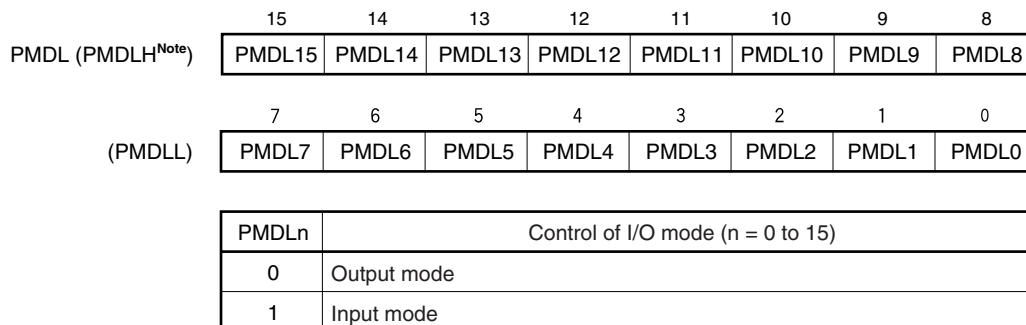 15 14 13 12 11 10 9 8
PMDL (PMDLHNote) PMDL15 PMDL14 PMDL13 PMDL12 PMDL11 PMDL10 PMDL9 PMDL8
7 6 5 4 3 2 1 0
(PMDLL) PMDL7 PMDL6 PMDL5 PMDL4 PMDL3 PMDL2 PMDL1 PMDL0
PMDLn Control of I/O mode (n = 0 to 15)
0 Output mode
1 Input mode